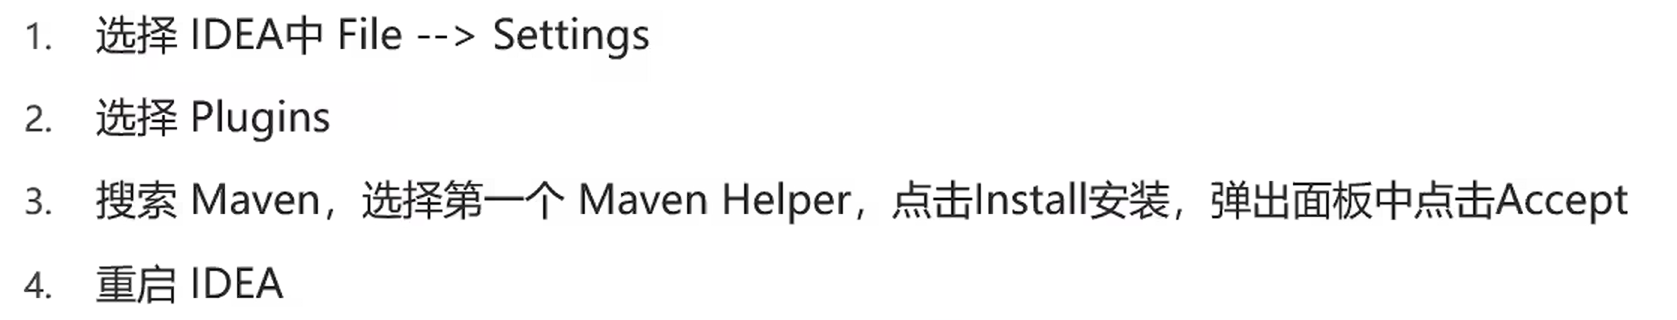 1. 选择 IDEA中 File --> Settings
2. 选择 Plugins
3. 搜索 Maven，选择第一个 Maven Helper，点击Install安装，弹出面板中点击Accept
4. 重启 IDEA